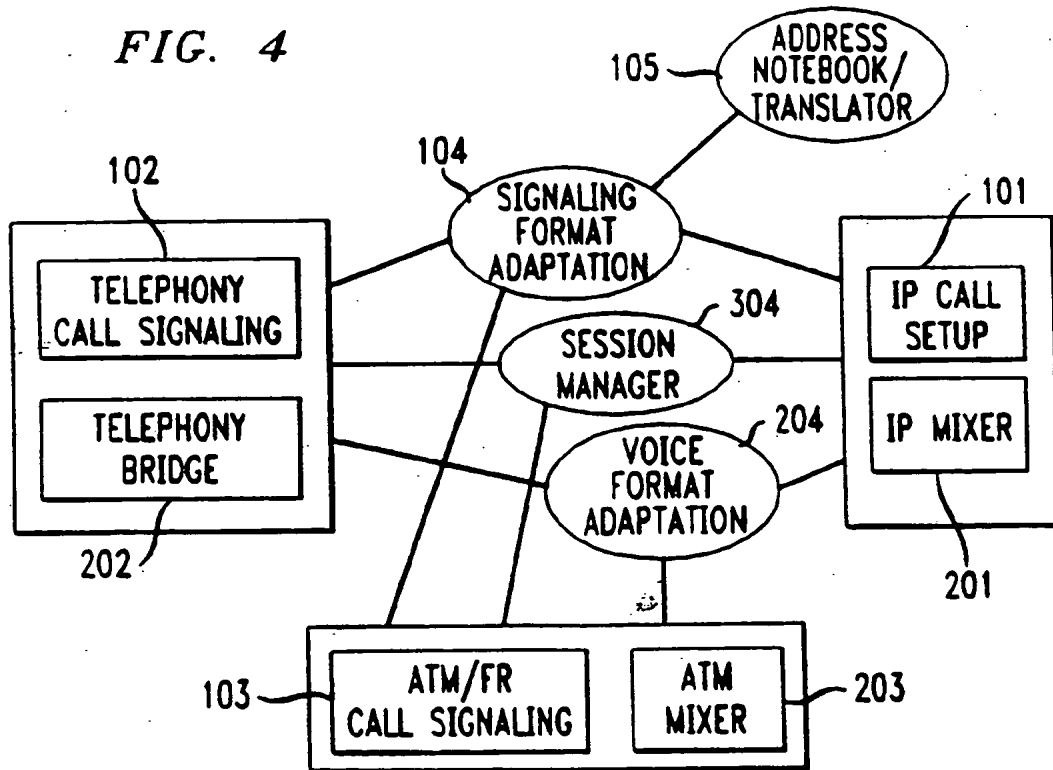 FIG. 4
ADDRESS
NOTEBOOK/
TRANSLATOR
105
104
SIGNALING
FORMAT
ADAPTATION
102
TELEPHONY
CALL SIGNALING
101
IP CALL
SETUP
304
SESSION
MANAGER
TELEPHONY
BRIDGE
202
204
VOICE
FORMAT
ADAPTATION
IP MIXER
201
103
ATM/FR
CALL SIGNALING
ATM
MIXER
203